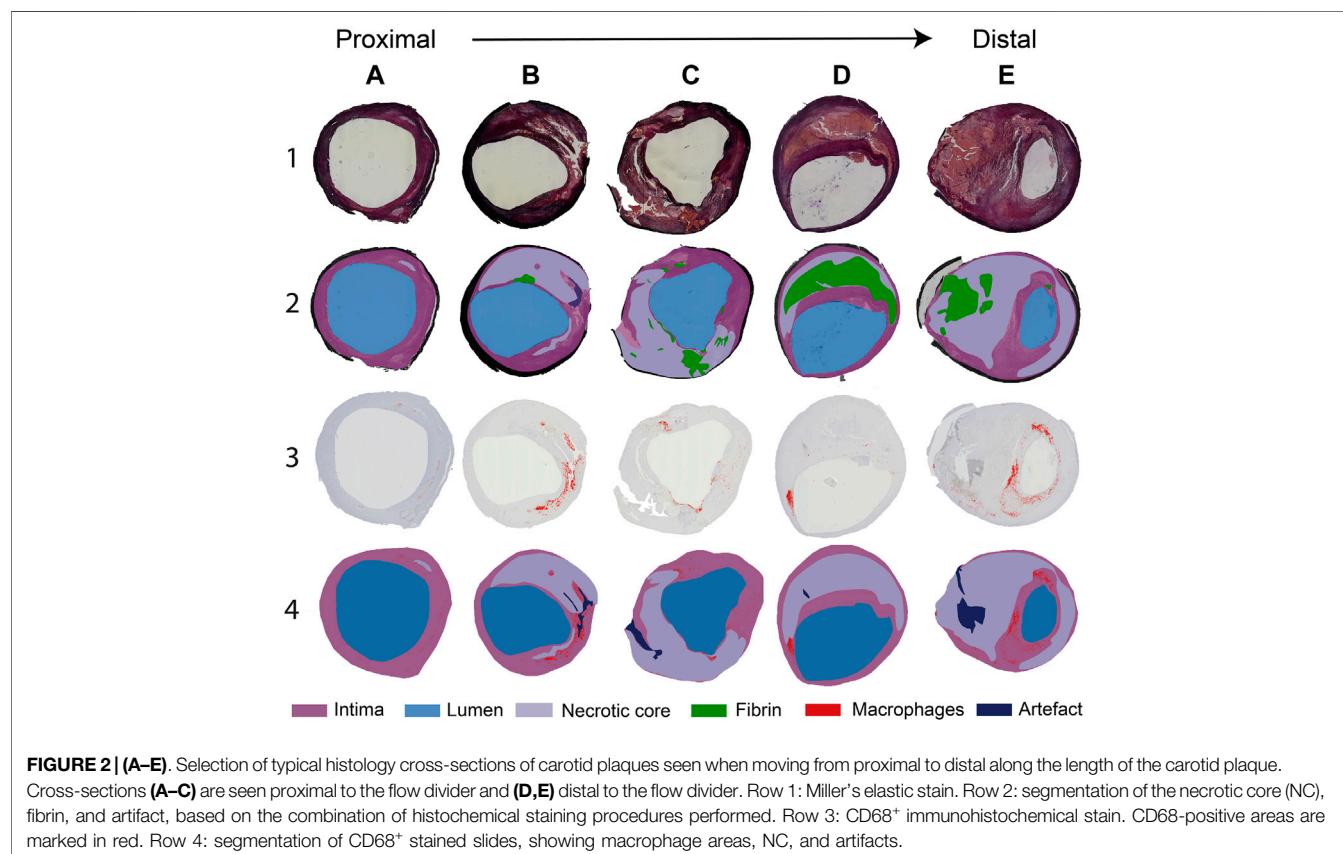 Proximal Distal
A B C D E
1
2
3
4
Intima Lumen Necrotic core Fibrin Macrophages Artefact
FIGURE 2 | (A–E). Selection of typical histology cross-sections of carotid plaques seen when moving from proximal to distal along the length of the carotid plaque.
Cross-sections (A–C) are seen proximal to the flow divider and (D,E) distal to the flow divider. Row 1: Miller's elastic stain. Row 2: segmentation of the necrotic core (NC),
fibrin, and artifact, based on the combination of histochemical staining procedures performed. Row 3: CD68⁺ immunohistochemical stain. CD68-positive areas are
marked in red. Row 4: segmentation of CD68⁺ stained slides, showing macrophage areas, NC, and artifacts.